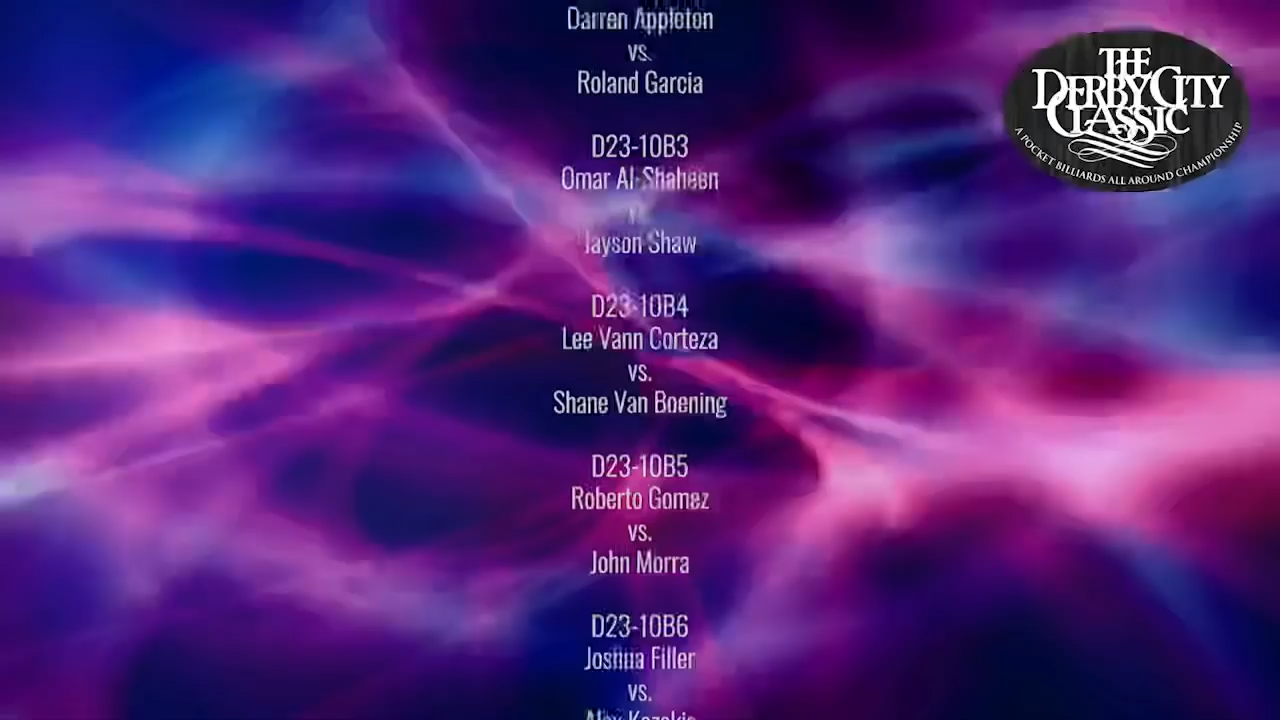 Darren Appleton
vs.
Roland Garcia
D23-10B3
Omar Al-Shaheen
vs.
Jayson Shaw
D23-10B4
Lee Vann Corteza
vs.
Shane Van Boening
D23-10B5
Roberto Gomez
vs.
John Morra
D23-10B6
Joshua Filler
vs.
Alex Kazakis
THE
DERBY CITY
CLASSIC
A POCKET BILLIARDS ALL AROUND CHAMPIONSHIP